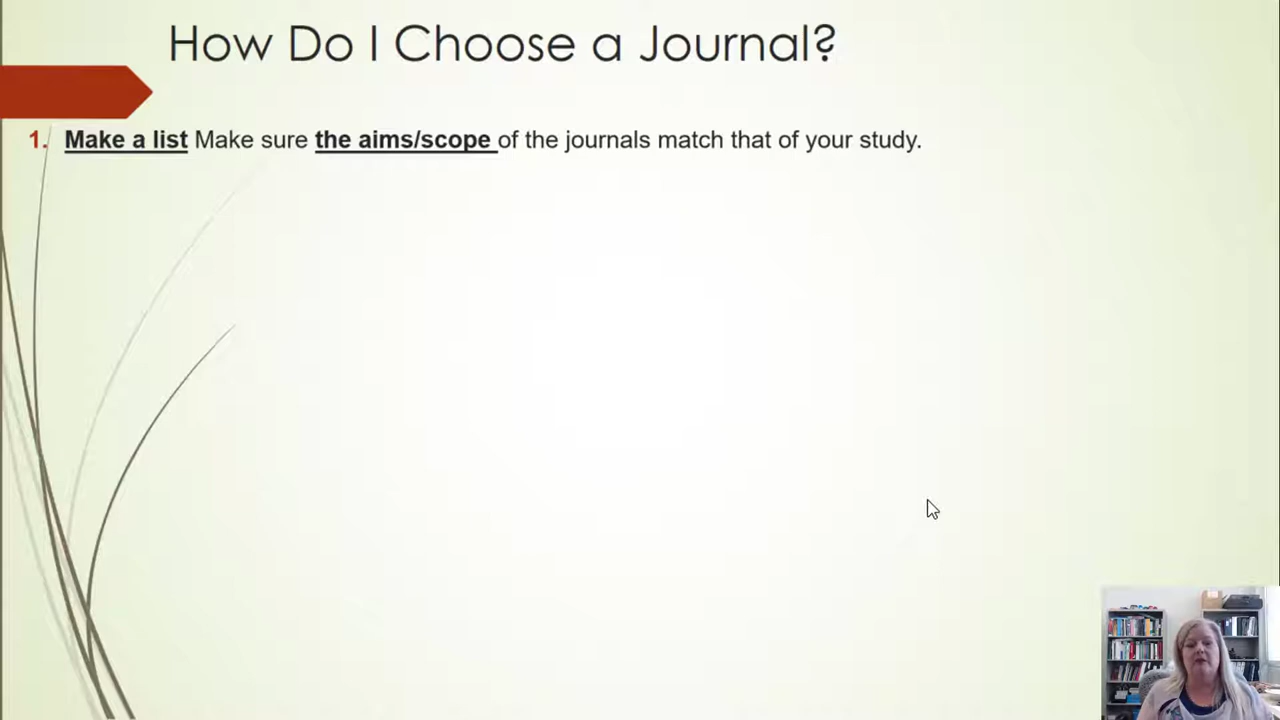 How Do I Choose a Journal?
1. Make a list Make sure the aims/scope of the journals match that of your study.